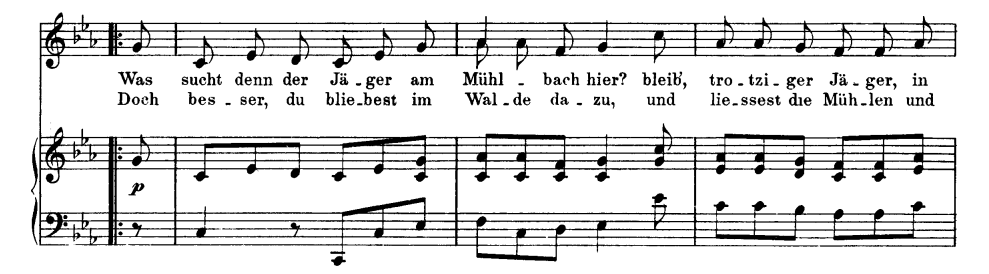 Was sucht denn der Jä-ger am Mühl-bach hier? bleib', tro-tzi-ger Jä-ger, in
Doch bes-ser, du blie-best im Wal-de da-zu, und lie-ssest die Müh-len und
p